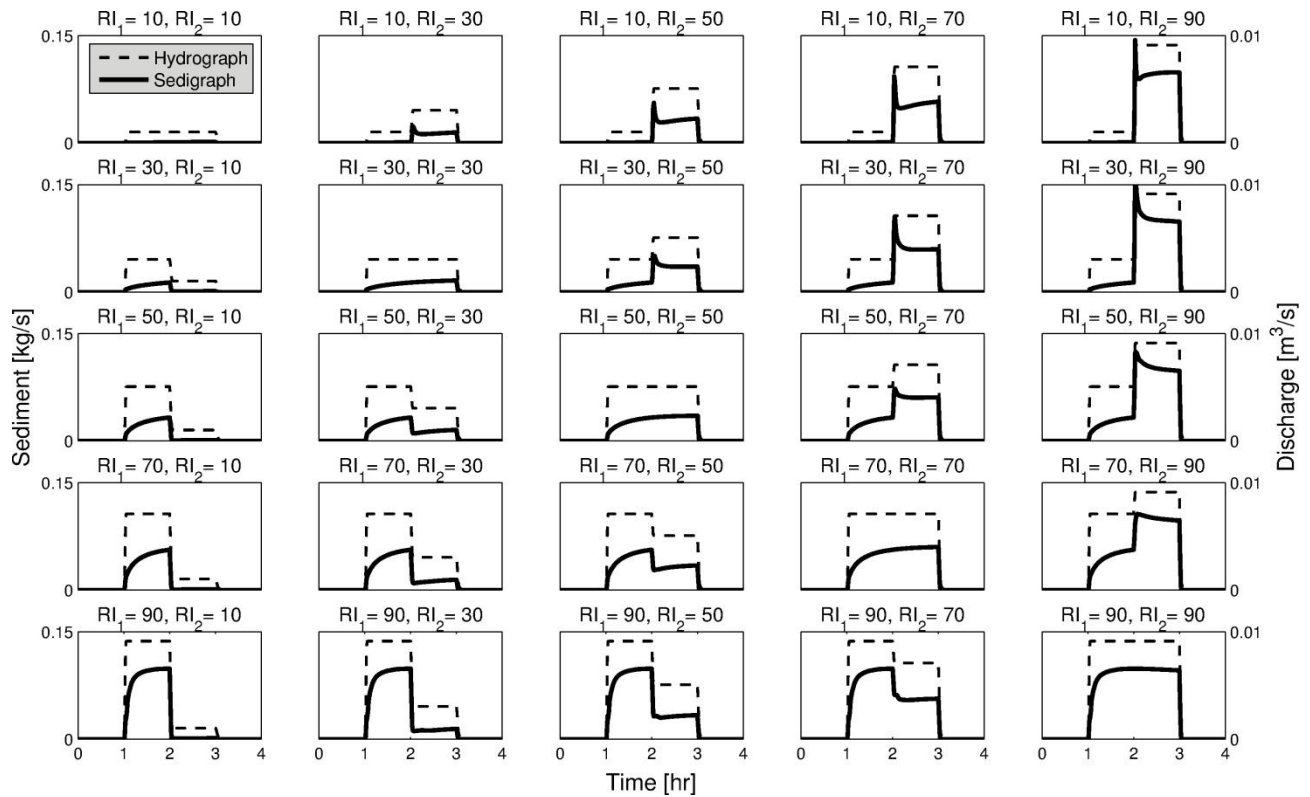 RI1= 10, RI2= 10
RI1= 10, RI2= 30
RI1= 10, RI2= 50
RI1= 10, RI2= 70
RI1= 10, RI2= 90
0.15
Hydrograph
Sedigraph
0
0.01
0
RI1= 30, RI2= 10
RI1= 30, RI2= 30
RI1= 30, RI2= 50
RI1= 30, RI2= 70
RI1= 30, RI2= 90
0.15
0
0.01
0
RI1= 50, RI2= 10
RI1= 50, RI2= 30
RI1= 50, RI2= 50
RI1= 50, RI2= 70
RI1= 50, RI2= 90
0.15
0
0.01
0
Sediment [kg/s]
Discharge [m³/s]
RI1= 70, RI2= 10
RI1= 70, RI2= 30
RI1= 70, RI2= 50
RI1= 70, RI2= 70
RI1= 70, RI2= 90
0.15
0
0.01
0
RI1= 90, RI2= 10
RI1= 90, RI2= 30
RI1= 90, RI2= 50
RI1= 90, RI2= 70
RI1= 90, RI2= 90
0.15
0
0.01
0
0 1 2 3 4
0 1 2 3 4
0 1 2 3 4
0 1 2 3 4
0 1 2 3 4
Time [hr]